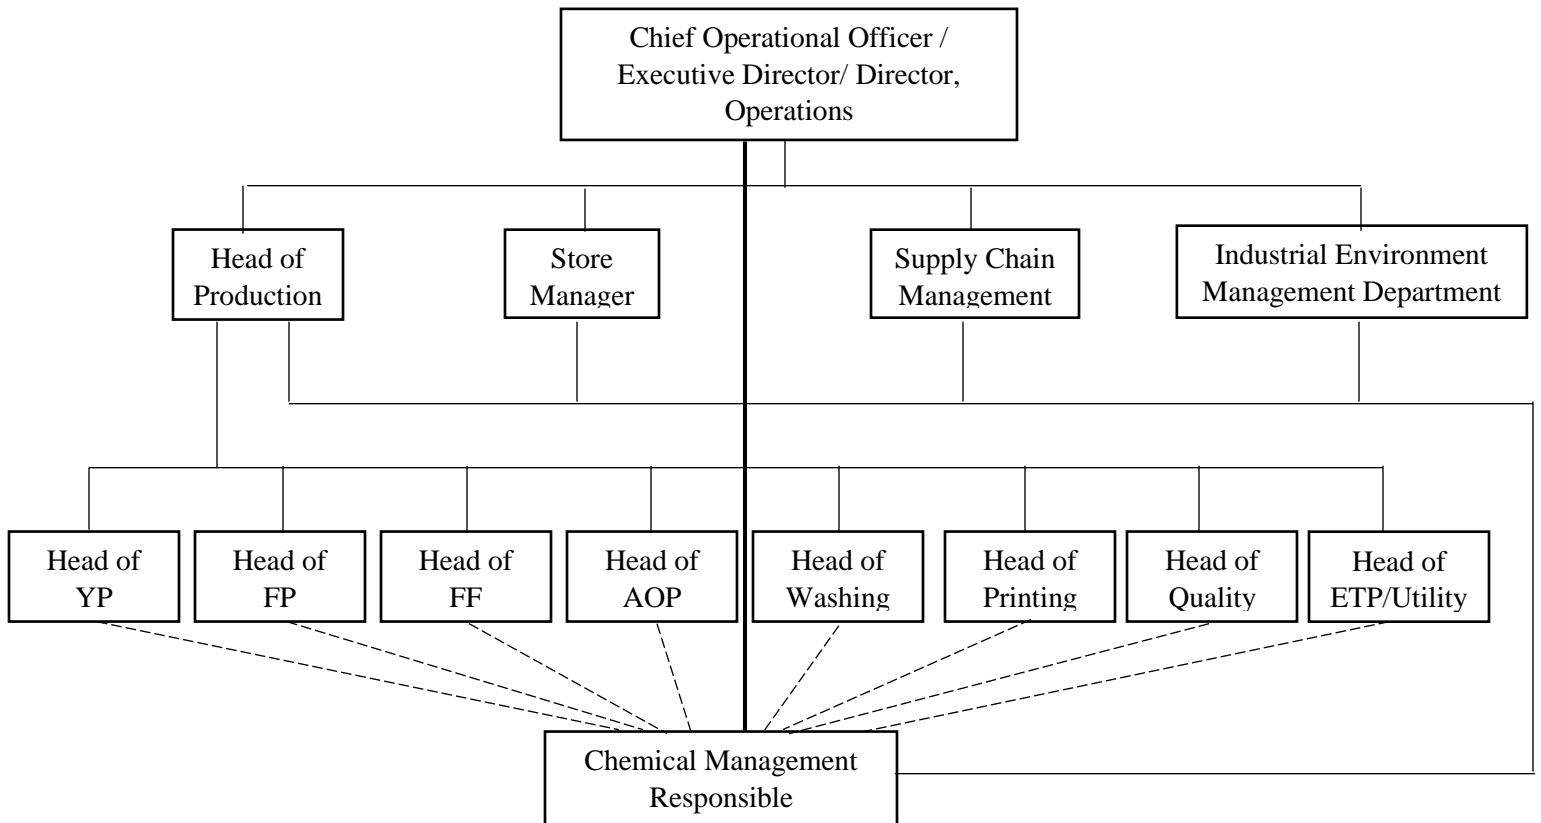 Chief Operational Officer /
Executive Director/ Director,
Operations
Head of
Production
Store
Manager
Supply Chain
Management
Industrial Environment
Management Department
Head of
YP
Head of
FP
Head of
FF
Head of
AOP
Head of
Washing
Head of
Printing
Head of
Quality
Head of
ETP/Utility
Chemical Management
Responsible